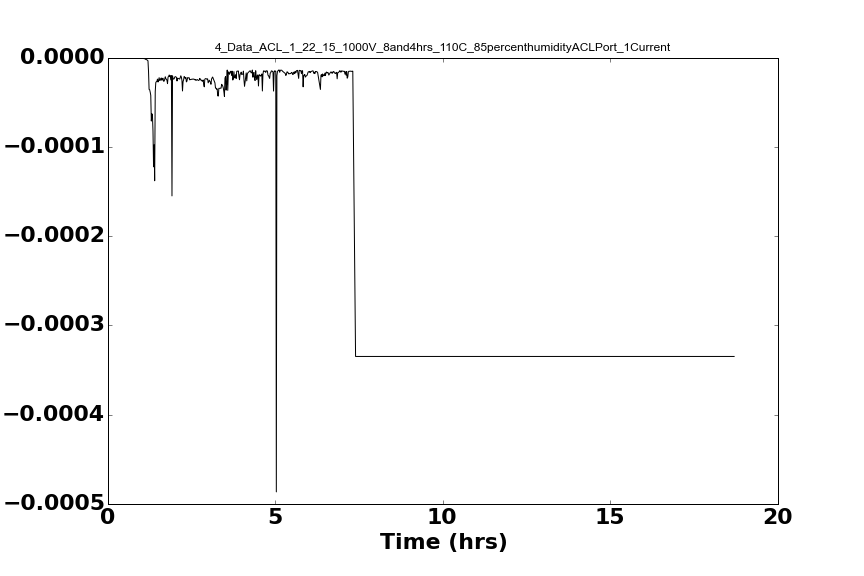 4_Data_ACL_1_22_15_1000V_8and4hrs_110C_85percenthumidityACLPort_1Current
0.0000
−0.0001
−0.0002
−0.0003
−0.0004
−0.0005
0 5 10 15 20
Time (hrs)